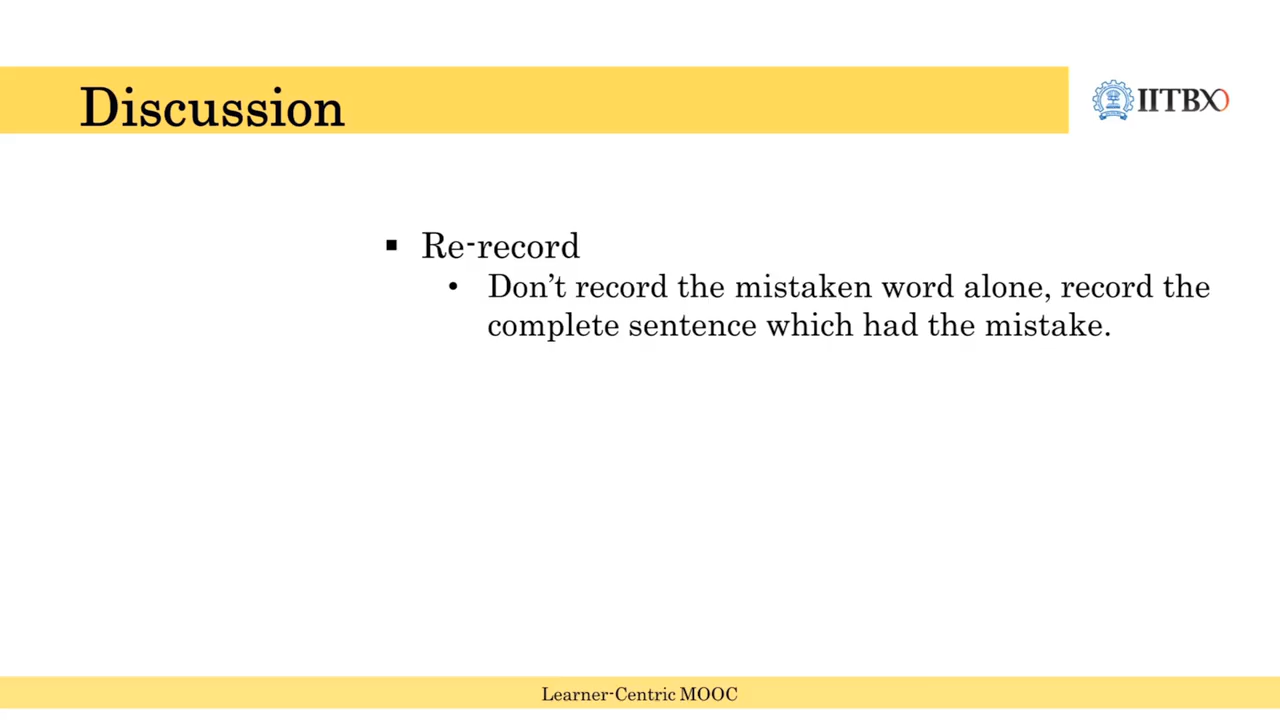 Discussion
IITBX
▪ Re-record
• Don’t record the mistaken word alone, record the
complete sentence which had the mistake.
Learner-Centric MOOC